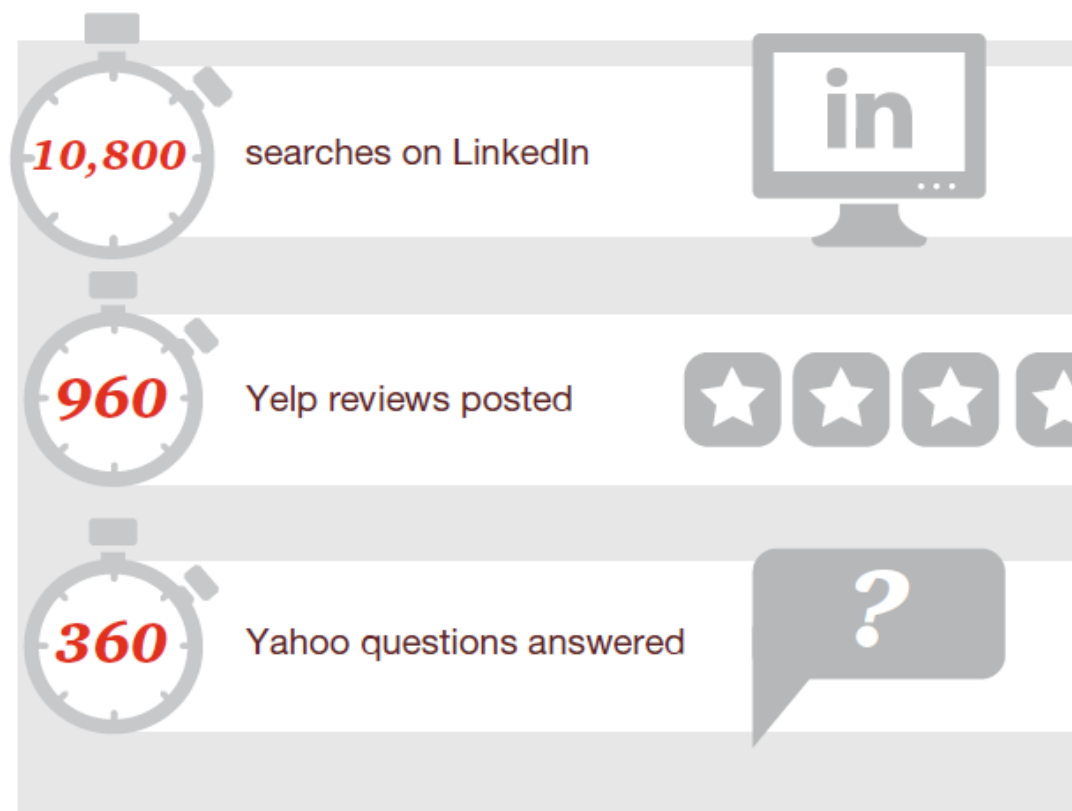 10,800 searches on LinkedIn in
960 Yelp reviews posted
360 Yahoo questions answered ?